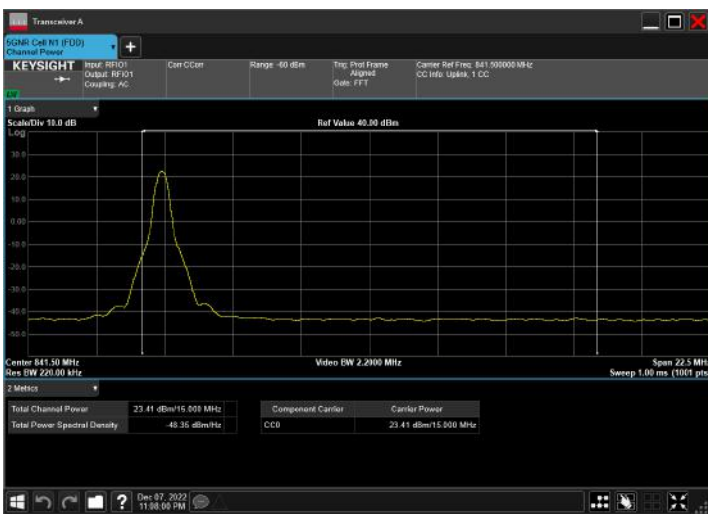 Transceiver A
5GNR Cell N1 (FDD)
Channel Power
KEYSIGHT
Input: RFIO1
Output: RFIO1
Coupling: AC
Corr CCorr
Range: -60 dBm
Trig: Prot Frame
Aligned
Gate: FFT
Carrier Ref Freq: 841.500000 MHz
CC Info: Uplink, 1 CC
1 Graph
Scale/Div 10.0 dB
Ref Value 40.00 dBm
Log
30.0
20.0
10.0
0.00
-10.0
-20.0
-30.0
-40.0
-50.0
Center 841.50 MHz
Video BW 2.2000 MHz
Span 22.5 MH
Res BW 220.00 kHz
Sweep 1.00 ms (1001 pts
2 Metrics
Total Channel Power 23.41 dBm/15.000 MHz
Total Power Spectral Density -48.35 dBm/Hz
Component Carrier Carrier Power
CC0 23.41 dBm/15.000 MHz
?
Dec 07, 2022
11:08:00 PM